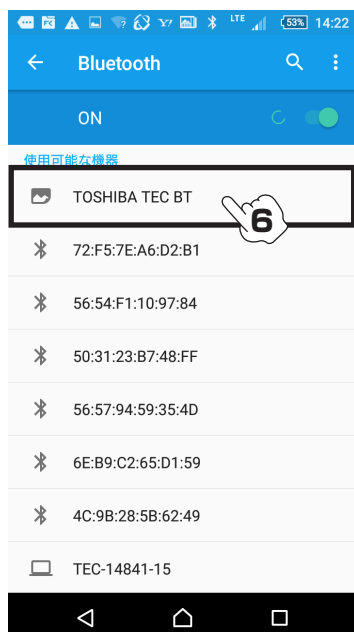 LTE 53% 14:22
Bluetooth
ON
使用可能な機器
TOSHIBA TEC BT
6
72:F5:7E:A6:D2:B1
56:54:F1:10:97:84
50:31:23:B7:48:FF
56:57:94:59:35:4D
6E:B9:C2:65:D1:59
4C:9B:28:5B:62:49
TEC-14841-15